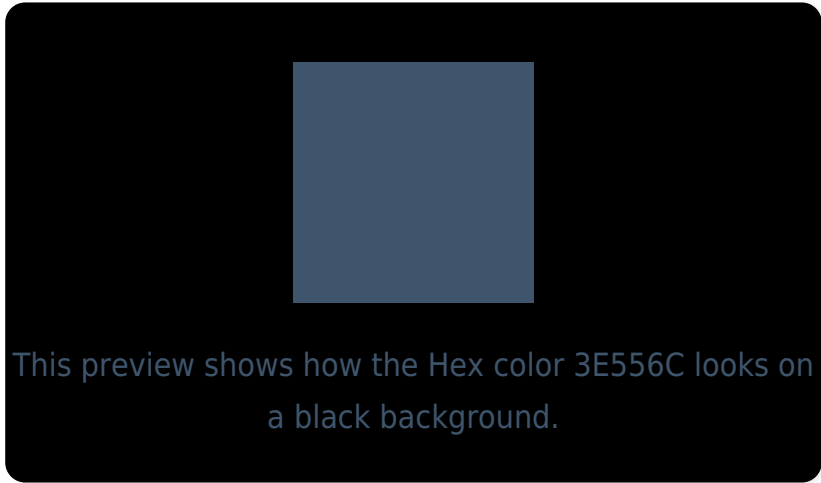 This preview shows how the Hex color 3E556C looks on
a black background.